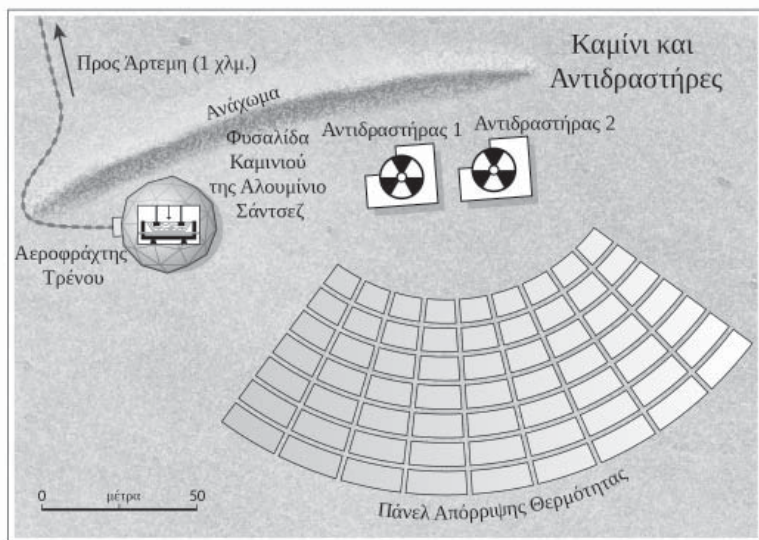 Καμίνι και
Αντιδραστήρες
Προς Άρτεμη (1 χλμ.)
Ανάχωμα
Φυσαλίδα
Καμινιού
της Αλουμίνιο
Σάντσεζ
Αντιδραστήρας 1
Αντιδραστήρας 2
Αεροφράχτης
Τρένου
Πάνελ Απόρριψης Θερμότητας
0 μέτρα 50